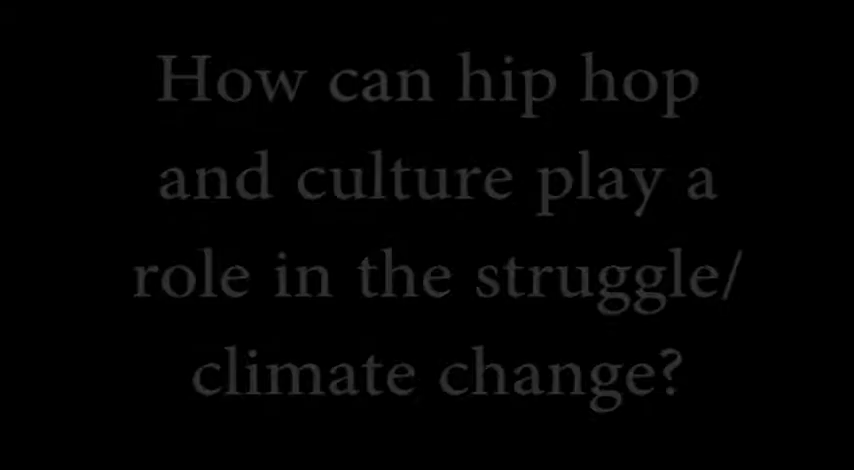 How can hip hop
and culture play a
role in the struggle/
climate change?